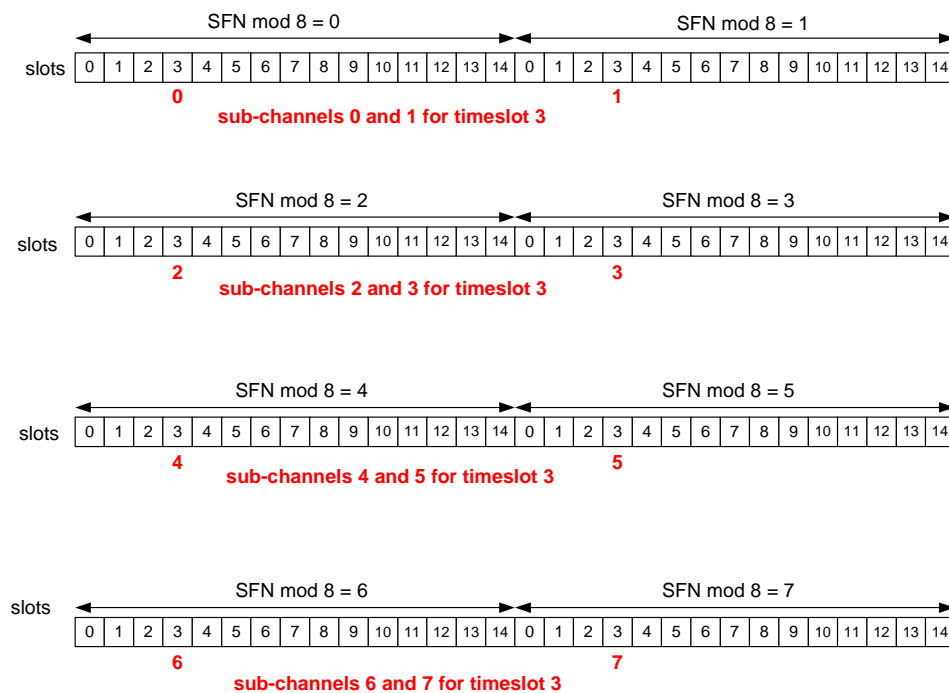 SFN mod 8 = 0 SFN mod 8 = 1
slots 0 1 2 3 4 5 6 7 8 9 10 11 12 13 14 0 1 2 3 4 5 6 7 8 9 10 11 12 13 14
0 1
sub-channels 0 and 1 for timeslot 3
SFN mod 8 = 2 SFN mod 8 = 3
slots 0 1 2 3 4 5 6 7 8 9 10 11 12 13 14 0 1 2 3 4 5 6 7 8 9 10 11 12 13 14
2 3
sub-channels 2 and 3 for timeslot 3
SFN mod 8 = 4 SFN mod 8 = 5
slots 0 1 2 3 4 5 6 7 8 9 10 11 12 13 14 0 1 2 3 4 5 6 7 8 9 10 11 12 13 14
4 5
sub-channels 4 and 5 for timeslot 3
SFN mod 8 = 6 SFN mod 8 = 7
slots
0 1 2 3 4 5 6 7 8 9 10 11 12 13 14 0 1 2 3 4 5 6 7 8 9 10 11 12 13 14
6 7
sub-channels 6 and 7 for timeslot 3